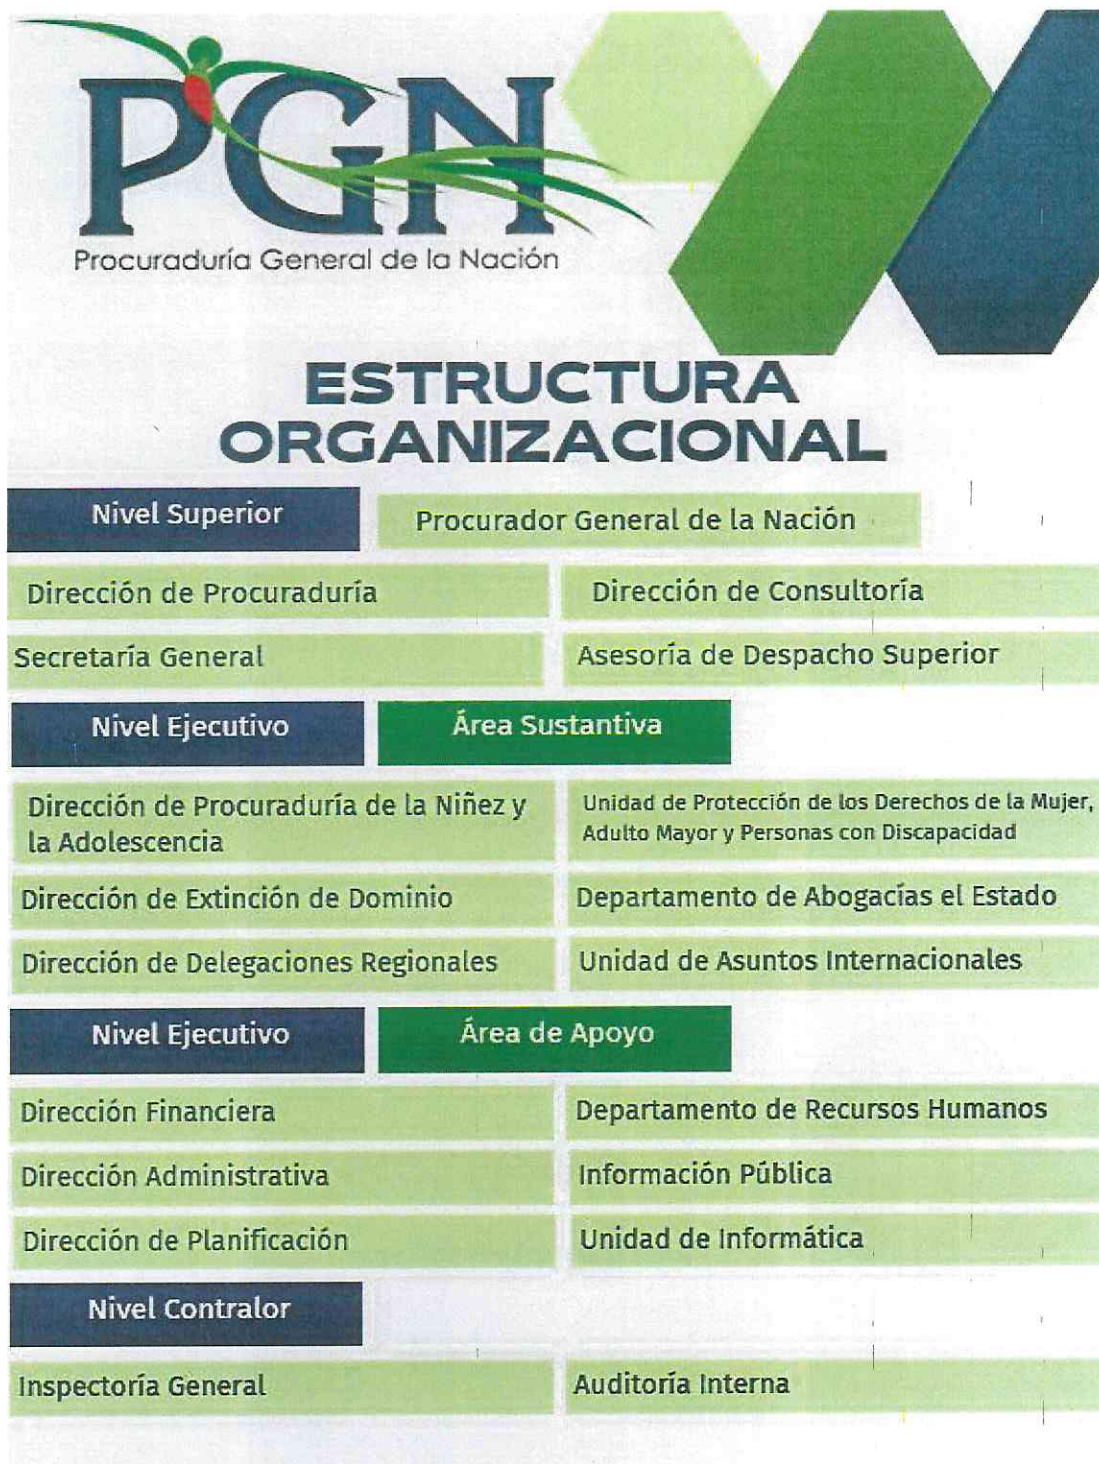 PGN
Procuraduría General de la Nación
ESTRUCTURA
ORGANIZACIONAL
Nivel Superior
Procurador General de la Nación
Dirección de Procuraduría
Dirección de Consultoría
Secretaría General
Asesoría de Despacho Superior
Nivel Ejecutivo
Área Sustantiva
Dirección de Procuraduría de la Niñez y
la Adolescencia
Unidad de Protección de los Derechos de la Mujer,
Adulto Mayor y Personas con Discapacidad
Dirección de Extinción de Dominio
Departamento de Abogacías el Estado
Dirección de Delegaciones Regionales
Unidad de Asuntos Internacionales
Nivel Ejecutivo
Área de Apoyo
Dirección Financiera
Departamento de Recursos Humanos
Dirección Administrativa
Información Pública
Dirección de Planificación
Unidad de Informática
Nivel Contralor
Inspectoría General
Auditoría Interna